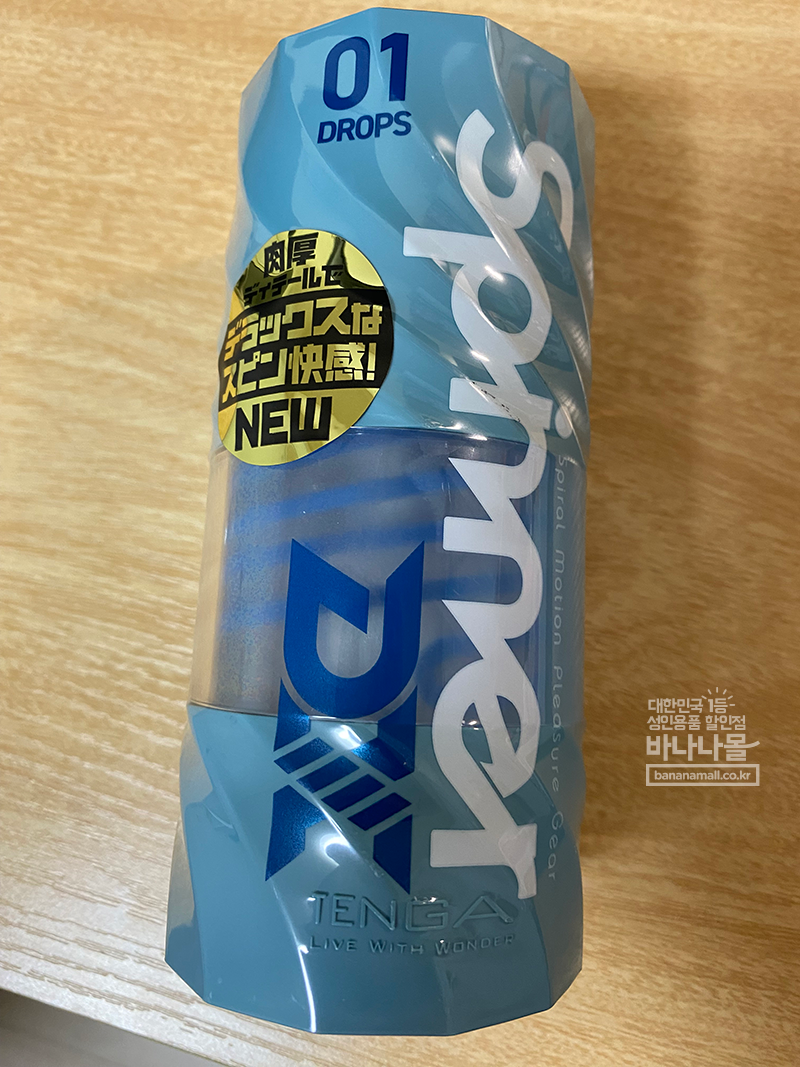 01
DROPS
spinner
Spiral Motion Pleasure Gear
肉厚
ディテールで
デラックスな
スピン快感!
NEW
DX
TENGA
LIVE WITH WONDER
대한민국 1등
성인용품 할인점
바나나몰
bananamall.co.kr